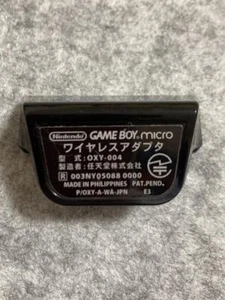 Nintendo GAME BOY micro
ワイヤレスアダプタ
型 式:OXY-004
製造者:任天堂株式会社
R 003NY05088 0000
MADE IN PHILIPPINES PAT.PEND.
P/OXY-A-WA-JPN E3